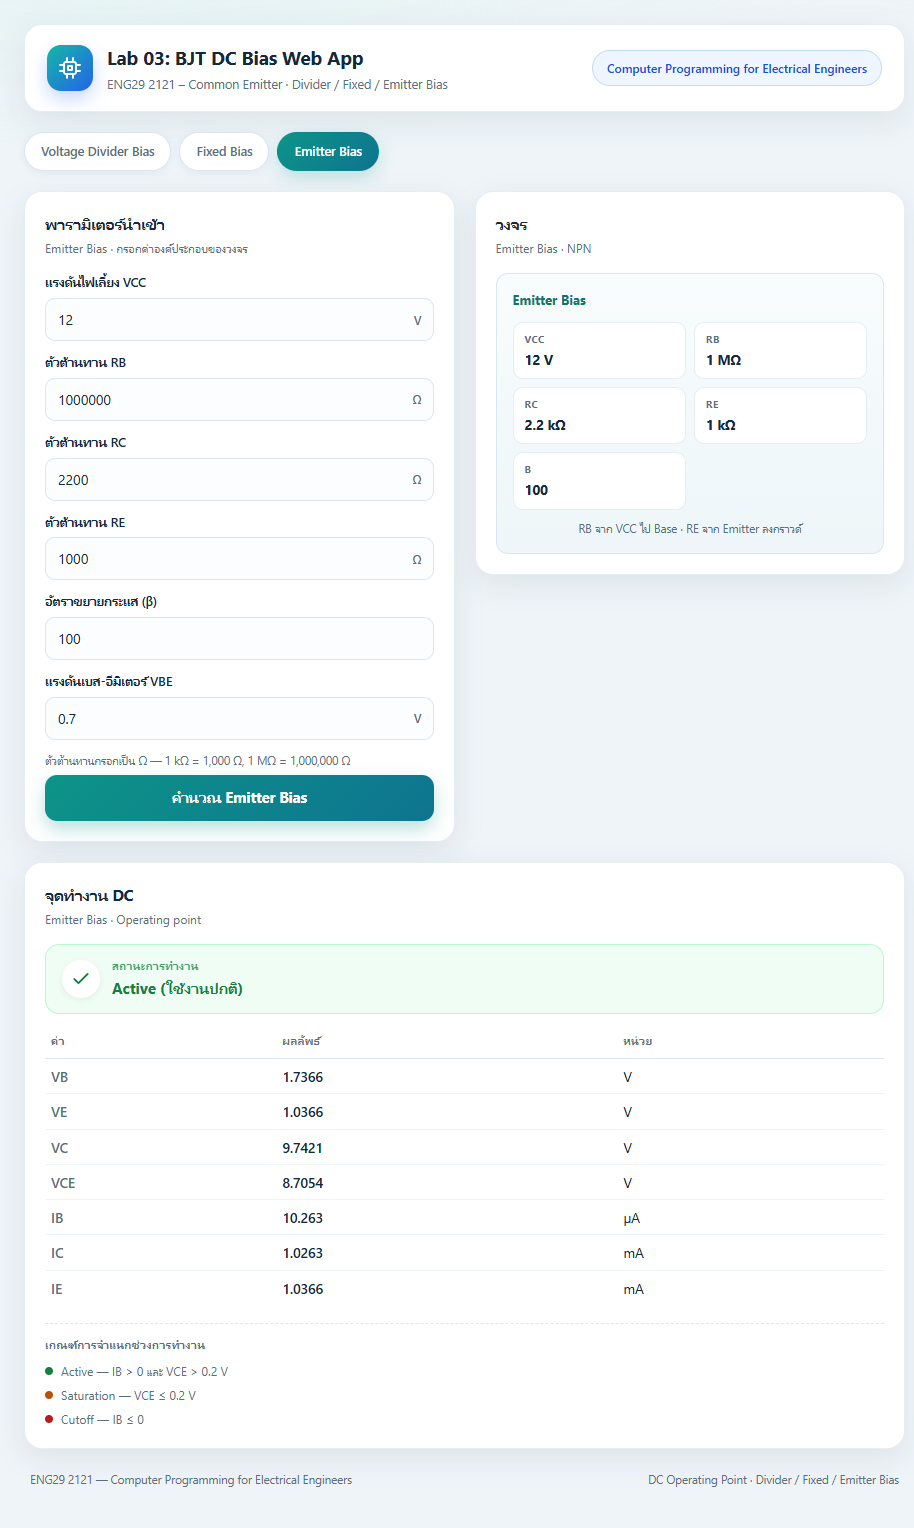 Lab 03: BJT DC Bias Web App
ENG29 2121 – Common Emitter · Divider / Fixed / Emitter Bias
Computer Programming for Electrical Engineers
Voltage Divider Bias
Fixed Bias
Emitter Bias
พารามิเตอร์นำเข้า
Emitter Bias · กรอกค่าองค์ประกอบของวงจร
แรงดันไฟเลี้ยง VCC
12 V
ตัวต้านทาน RB
1000000 Ω
ตัวต้านทาน RC
2200 Ω
ตัวต้านทาน RE
1000 Ω
อัตราขยายกระแส (β)
100
แรงดันเบส-อีมิเตอร์ VBE
0.7 V
ตัวต้านทานกรอกเป็น Ω — 1 kΩ = 1,000 Ω, 1 MΩ = 1,000,000 Ω
คำนวณ Emitter Bias
วงจร
Emitter Bias · NPN
Emitter Bias
VCC
12 V
RB
1 MΩ
RC
2.2 kΩ
RE
1 kΩ
B
100
RB จาก VCC ไป Base · RE จาก Emitter ลงกราวด์
จุดทำงาน DC
Emitter Bias · Operating point
สถานะการทำงาน
Active (ใช้งานปกติ)
ค่า ผลลัพธ์ หน่วย
VB 1.7366 V
VE 1.0366 V
VC 9.7421 V
VCE 8.7054 V
IB 10.263 µA
IC 1.0263 mA
IE 1.0366 mA
เกณฑ์การจำแนกช่วงการทำงาน
Active — IB > 0 และ VCE > 0.2 V
Saturation — VCE ≤ 0.2 V
Cutoff — IB ≤ 0
ENG29 2121 — Computer Programming for Electrical Engineers
DC Operating Point · Divider / Fixed / Emitter Bias